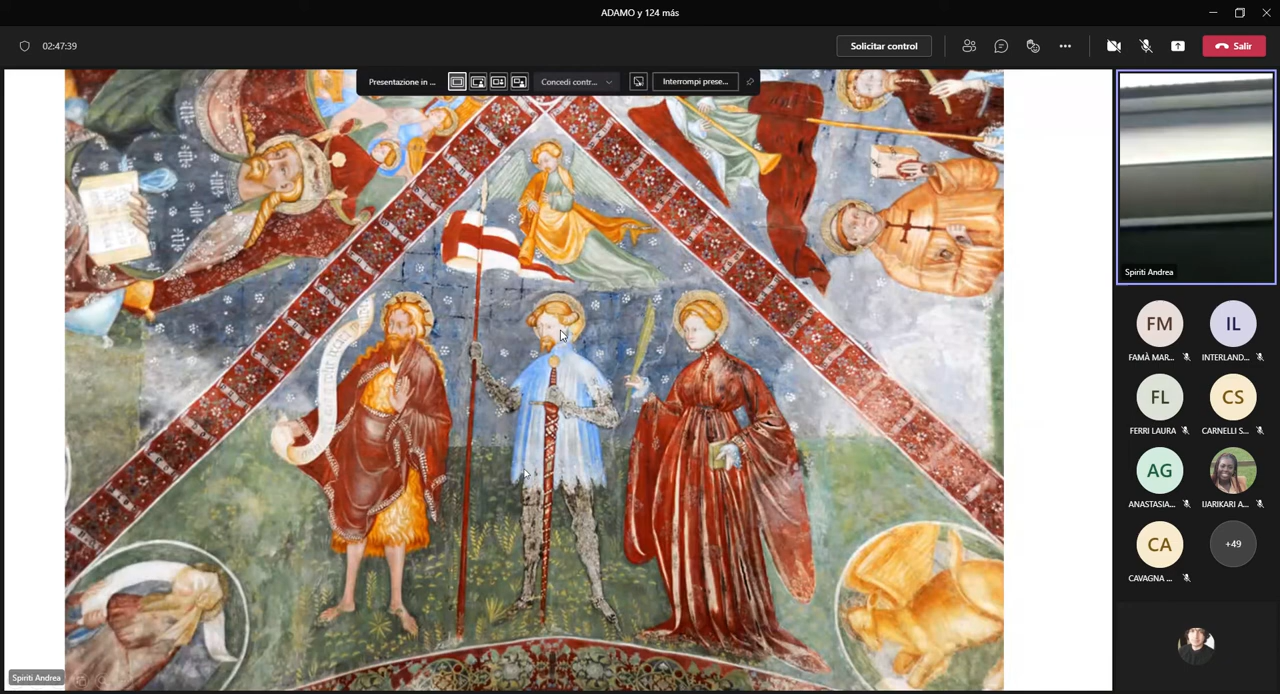 ADAMO y 124 más
02:47:39
Solicitar control
Salir
Presentazione in ...
Concedi contr...
Interrompi prese...
Spiriti Andrea
FM
IL
FAMÀ MAR...
INTERLAND...
FL
CS
FERRI LAURA
CARNELLI S...
AG
ANASTASIA...
IJARIKARI A...
CA
+49
CAVAGNA ...
Spiriti Andrea